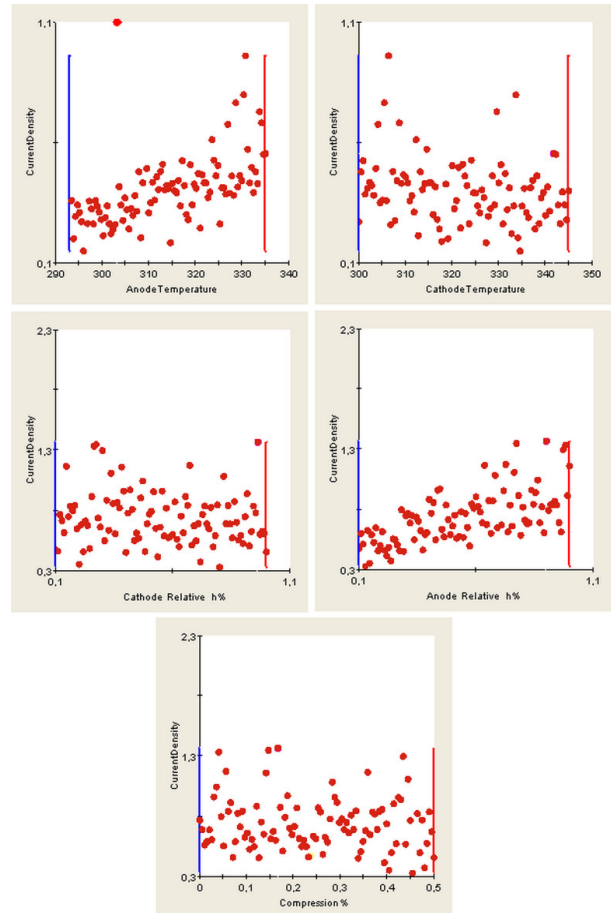 1,1
1,1
CurrentDensity
CurrentDensity
0,1
0,1
290 300 310 320 330 340
300 310 320 330 340 350
AnodeTemperature
CathodeTemperature
2,3
2,3
CurrentDensity
CurrentDensity
1,3
1,3
0,3
0,3
0,1 1,1
0,1 1,1
Cathode Relative h%
Anode Relative h%
2,3
CurrentDensity
1,3
0,3
0 0,1 0,2 0,3 0,4 0,5
Compression %